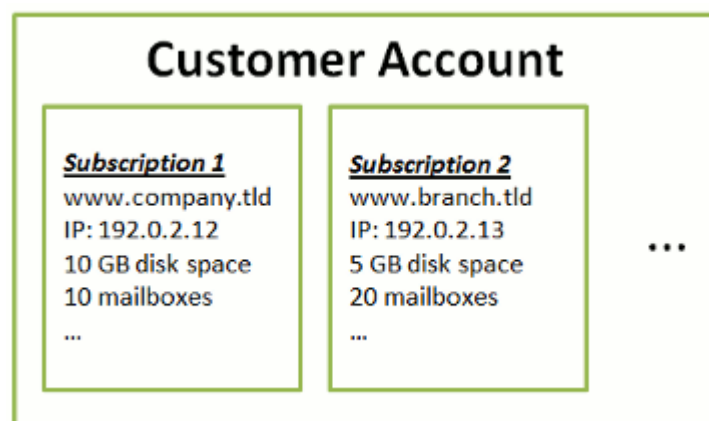 Customer Account
Subscription 1
www.company.tld
IP: 192.0.2.12
10 GB disk space
10 mailboxes
...
Subscription 2
www.branch.tld
IP: 192.0.2.13
5 GB disk space
20 mailboxes
...
...